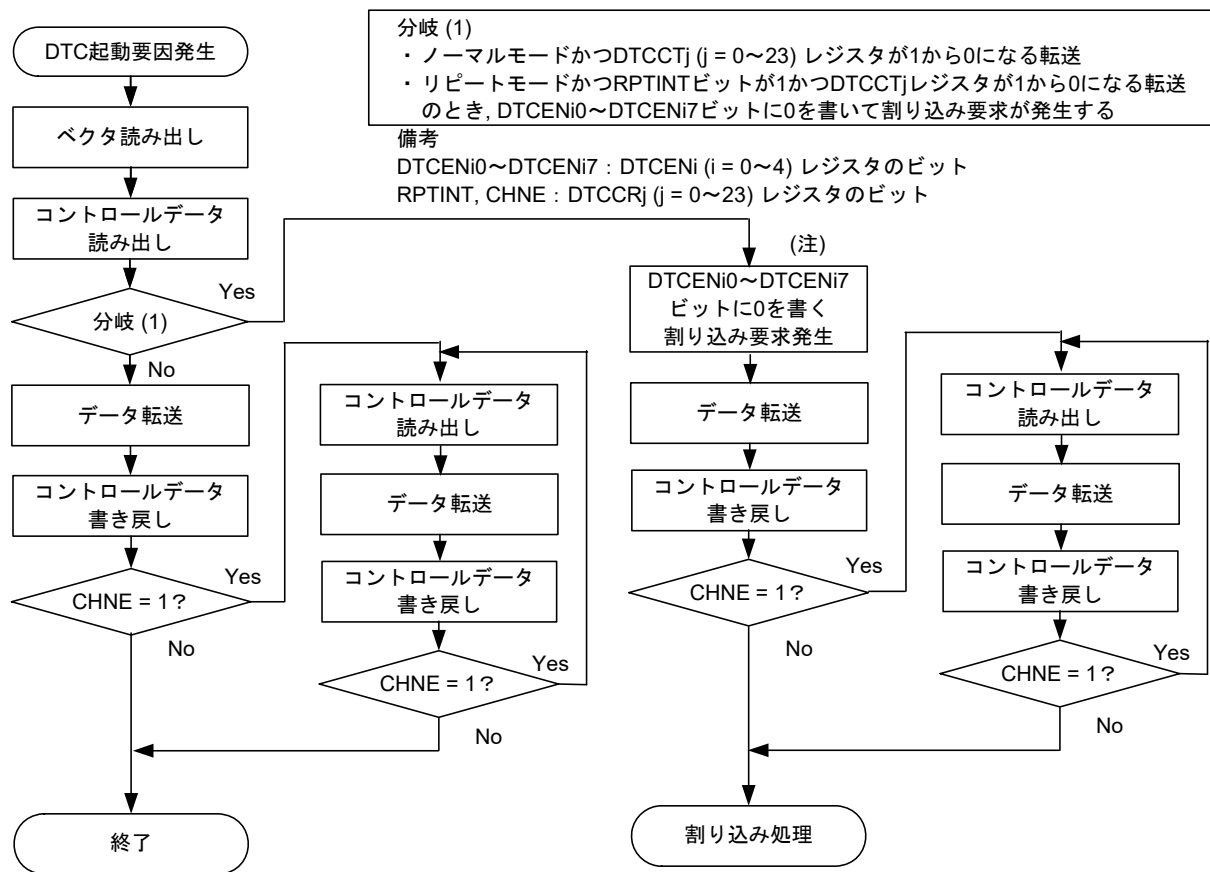 DTC起動要因発生
分岐 (1)
・ ノーマルモードかつDTCCTj (j = 0～23) レジスタが1から0になる転送
・ リピートモードかつRPTINTビットが1かつDTCCTjレジスタが1から0になる転送
のとき, DTCENi0～DTCENi7ビットに0を書いて割り込み要求が発生する
備考
DTCENi0～DTCENi7：DTCENi (i = 0～4) レジスタのビット
RPTINT, CHNE：DTCCRj (j = 0～23) レジスタのビット
ベクタ読み出し
コントロールデータ
読み出し
分岐 (1)
Yes
No
データ転送
コントロールデータ
書き戻し
CHNE = 1？
Yes
No
コントロールデータ
読み出し
データ転送
コントロールデータ
書き戻し
CHNE = 1？
Yes
No
終了
(注)
DTCENi0～DTCENi7
ビットに0を書く
割り込み要求発生
データ転送
コントロールデータ
書き戻し
CHNE = 1？
Yes
No
コントロールデータ
読み出し
データ転送
コントロールデータ
書き戻し
CHNE = 1？
Yes
No
割り込み処理